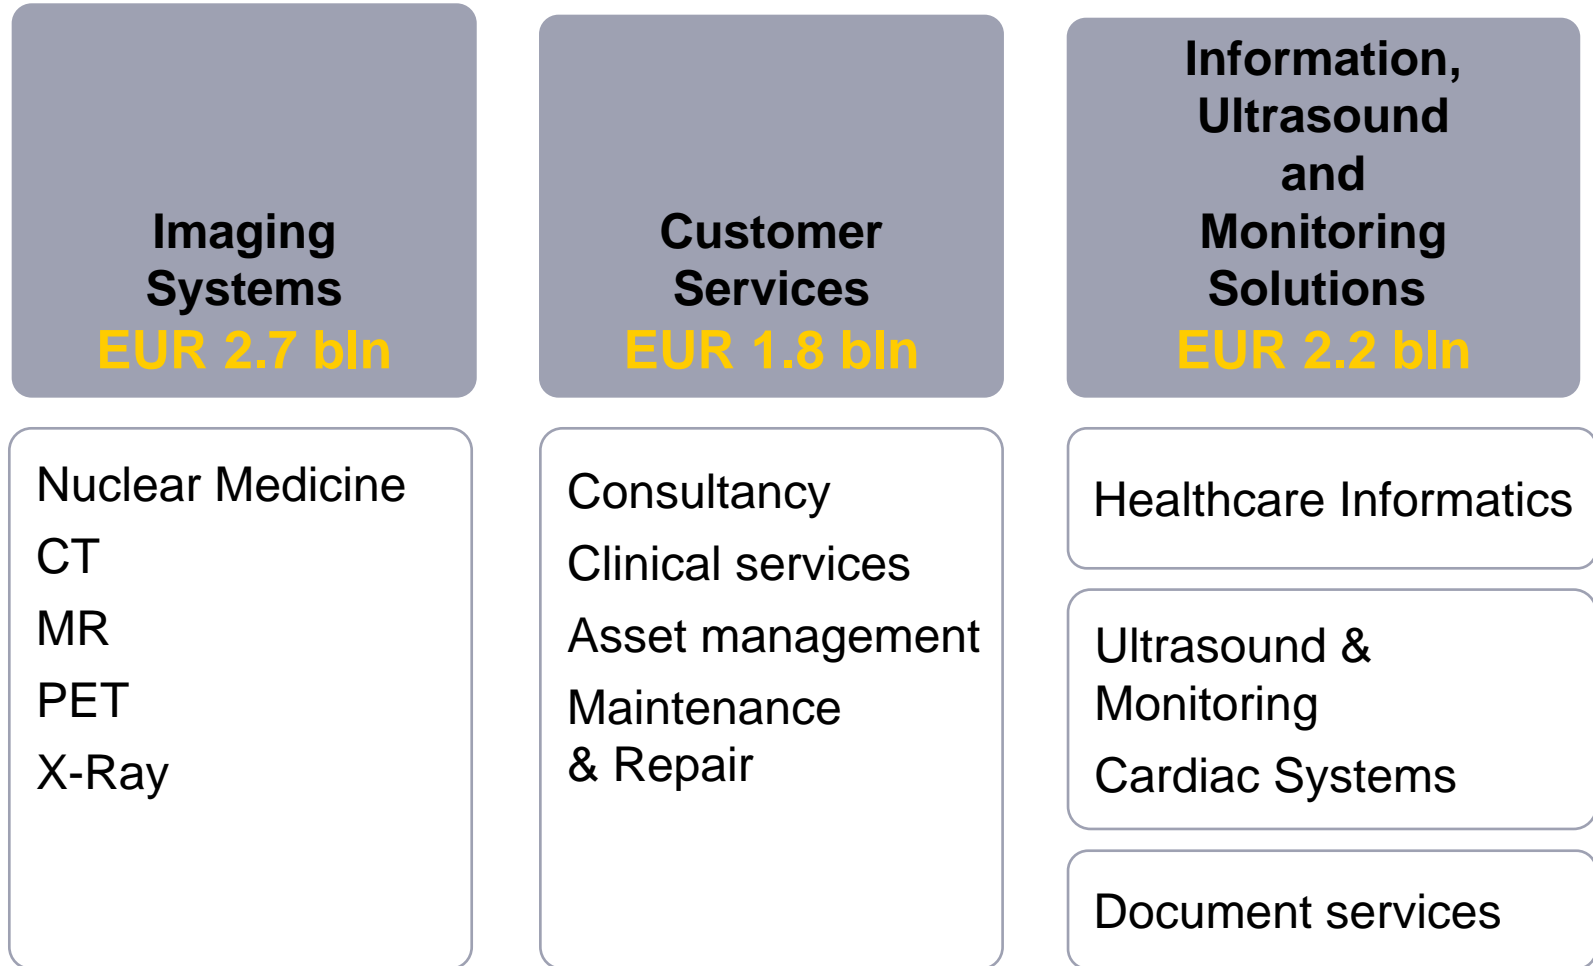 Imaging
Systems
EUR 2.7 bln
Nuclear Medicine
CT
MR
PET
X-Ray
Customer
Services
EUR 1.8 bln
Consultancy
Clinical services
Asset management
Maintenance
& Repair
Information,
Ultrasound
and
Monitoring
Solutions
EUR 2.2 bln
Healthcare Informatics
Ultrasound &
Monitoring
Cardiac Systems
Document services